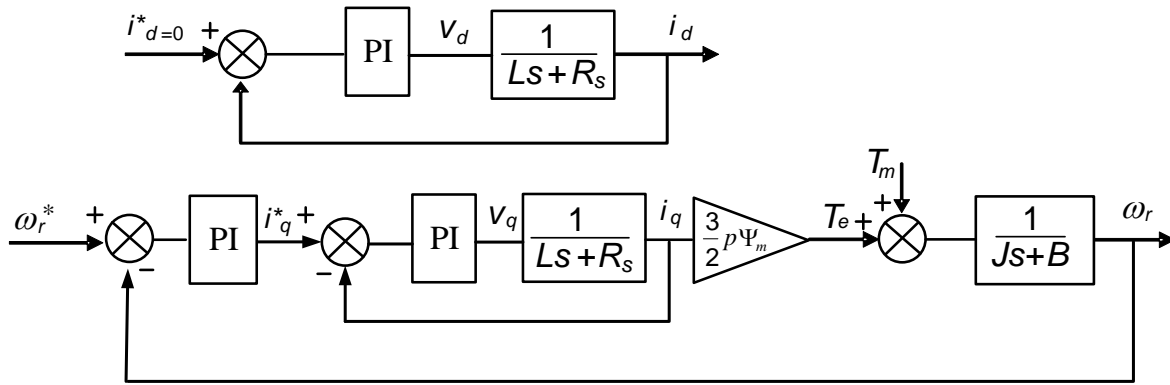 i*d=0
+
PI
vd
1
Ls+Rs
id
ωr*
+
−
PI
i*q
+
−
PI
vq
1
Ls+Rs
iq
3
2
pΨm
Te
+
Tm
+
1
Js+B
ωr